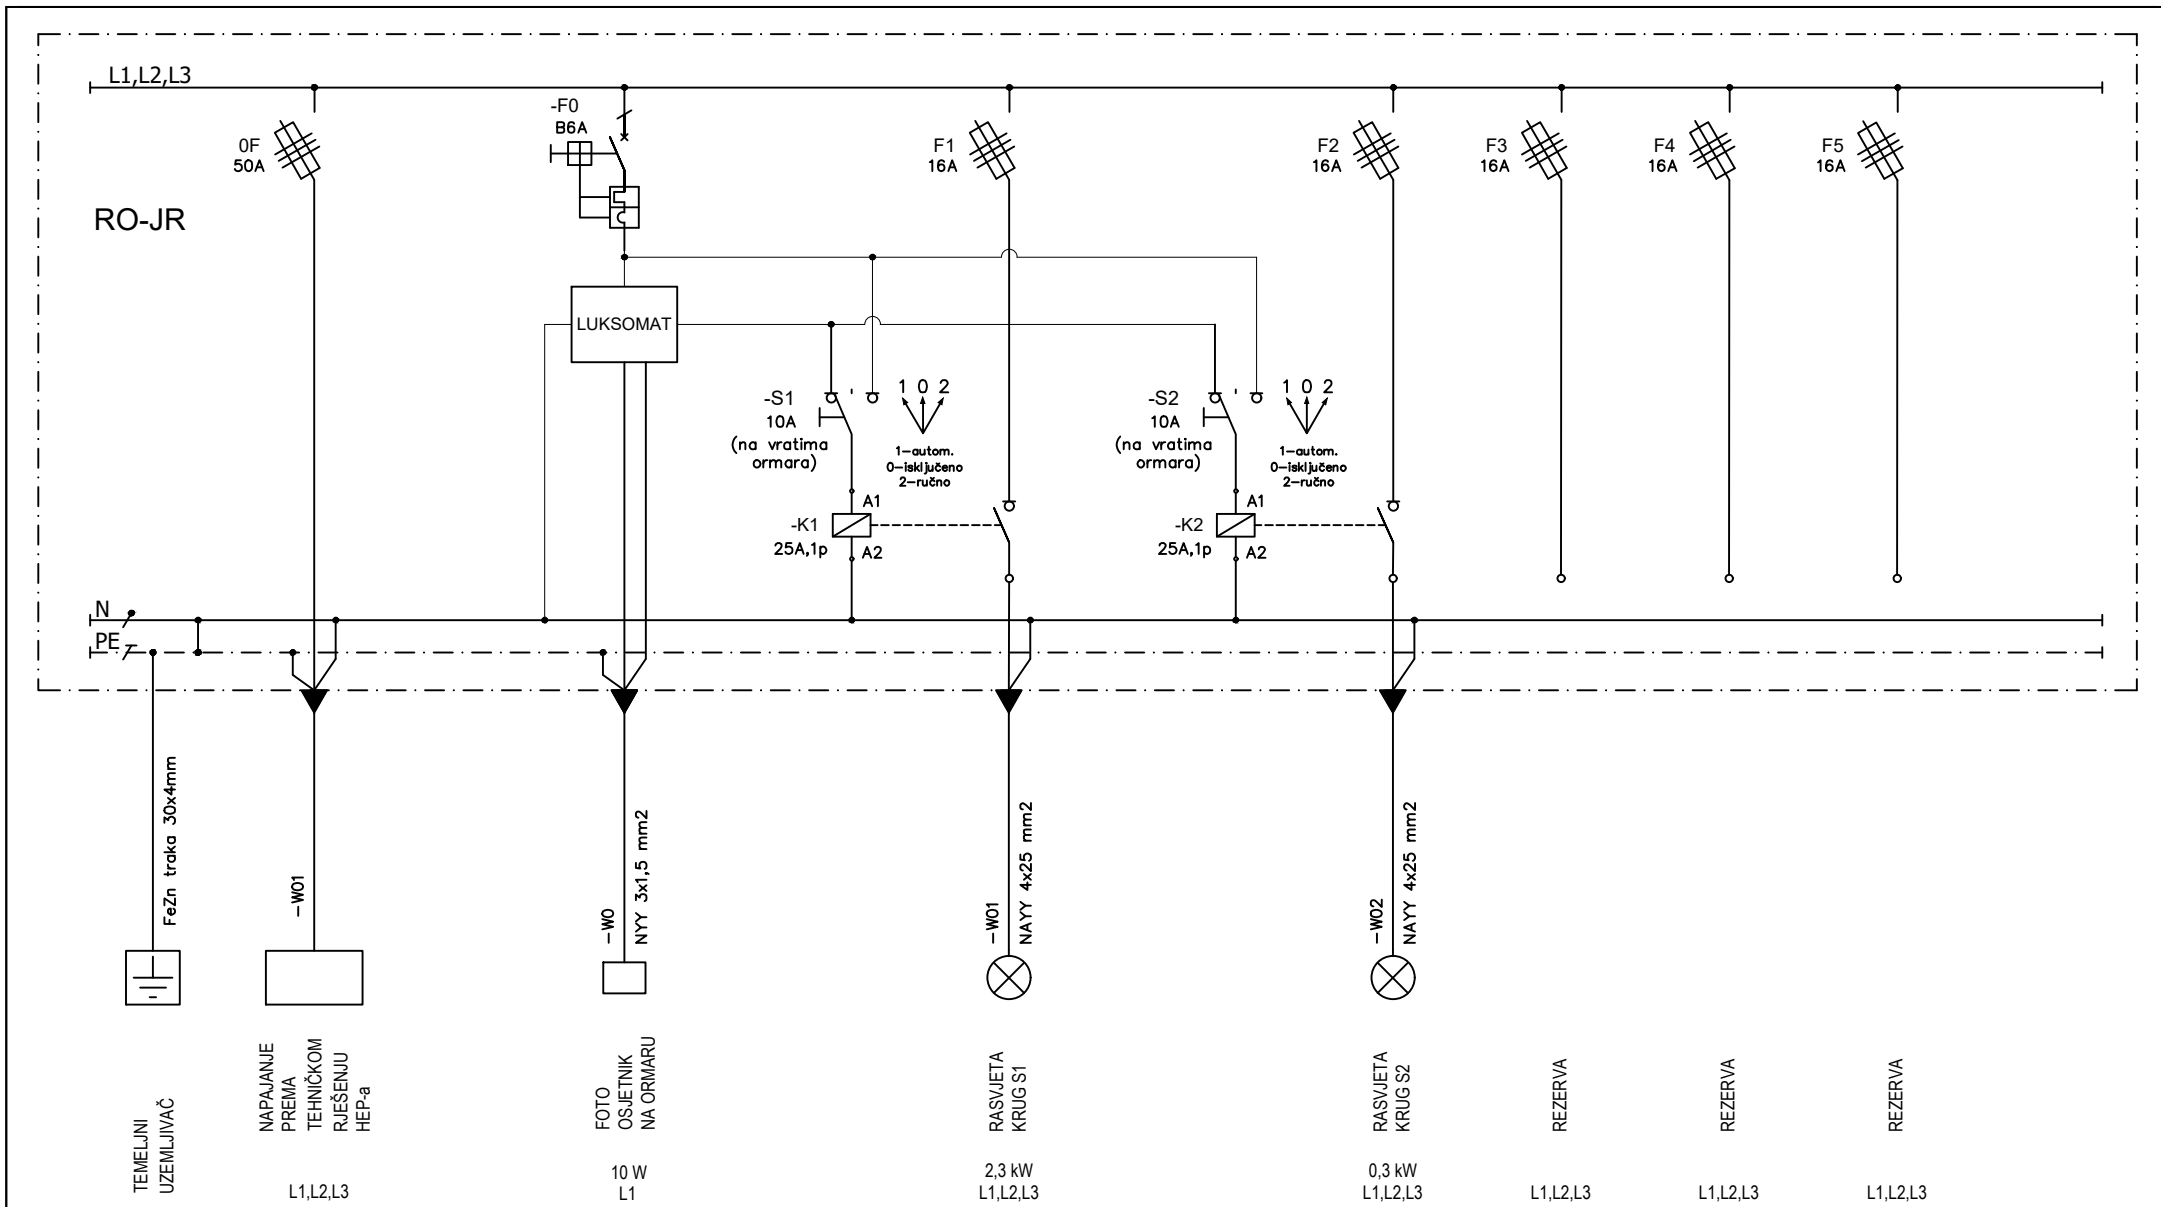 L1,L2,L3
RO-JR
0F
50A
-F0
B6A
F1
16A
F2
16A
F3
16A
F4
16A
F5
16A
LUKSOMAT
-S1
10A
(na vratima
ormara)
1 0 2
1-autom.
0-isključeno
2-ručno
-S2
10A
(na vratima
ormara)
1 0 2
1-autom.
0-isključeno
2-ručno
A1
-K1
25A,1p
A2
A1
-K2
25A,1p
A2
N
PE
FeZn traka 30x4mm
-W01
-W0
NYY 3x1,5 mm2
-W01
NAYY 4x25 mm2
-W02
NAYY 4x25 mm2
TEMELJNI
UZEMLJIVAČ
NAPAJANJE
PREMA
TEHNIČKOM
RJEŠENJU
HEP-a
L1,L2,L3
FOTO
OSJETNIK
NA ORMARU
10 W
L1
RASVJETA
KRUG S1
2,3 kW
L1,L2,L3
RASVJETA
KRUG S2
0,3 kW
L1,L2,L3
REZERVA
L1,L2,L3
REZERVA
L1,L2,L3
REZERVA
L1,L2,L3